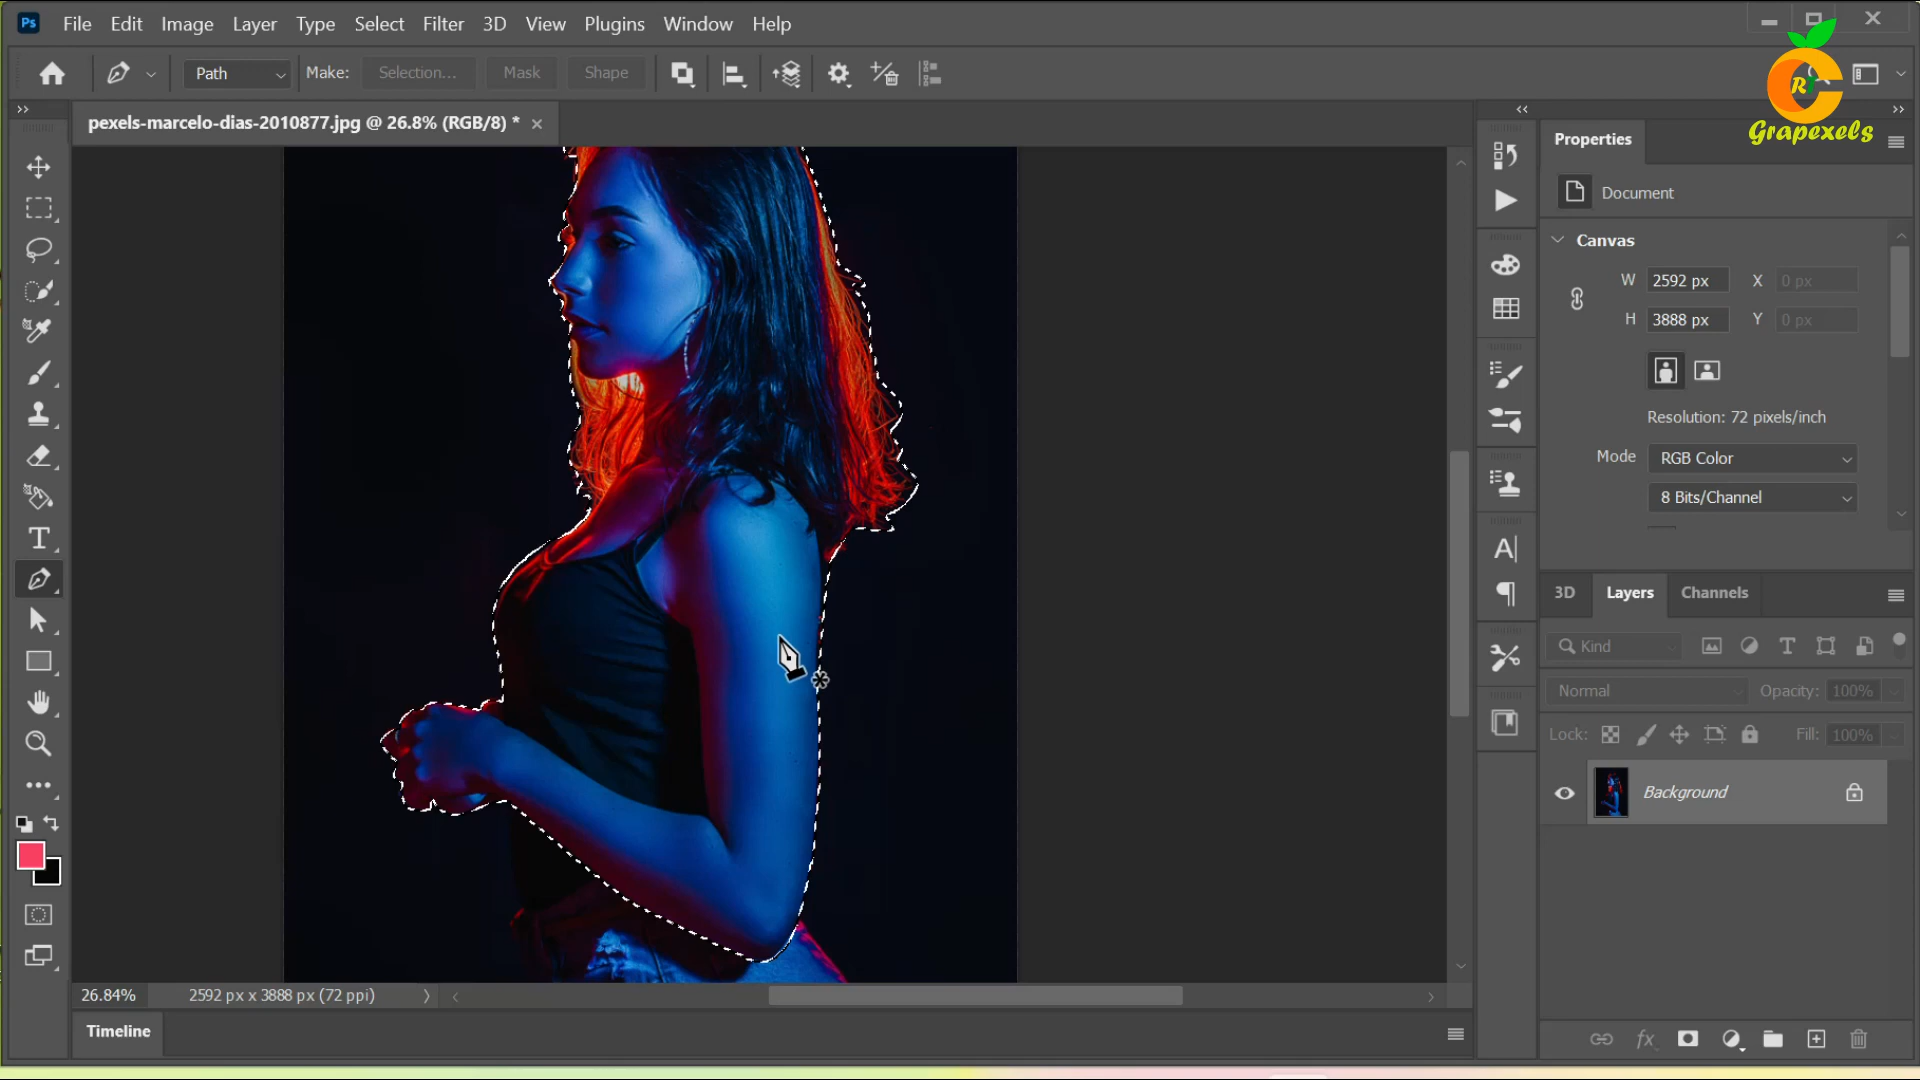 Ps File Edit Image Layer Type Select Filter 3D View Plugins Window Help
Path Make: Selection... Mask Shape
Rr
Grapexels
pexels-marcelo-dias-2010877.jpg @ 26.8% (RGB/8) *
Properties
Document
Canvas
W 2592 px X 0 px
H 3888 px Y 0 px
Resolution: 72 pixels/inch
Mode RGB Color
8 Bits/Channel
3D Layers Channels
Kind
Normal Opacity: 100%
Lock: Fill: 100%
Background
26.84% 2592 px x 3888 px (72 ppi)
Timeline